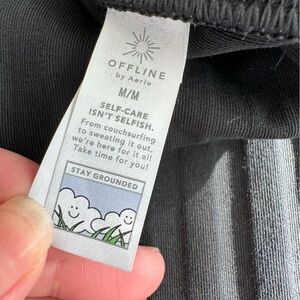 OFFLINE
by Aerie
M/M
SELF-CARE
ISN'T SELFISH.
From couchsurfing
to sweating it out,
we're here for it all
Take time for you!
STAY GROUNDED